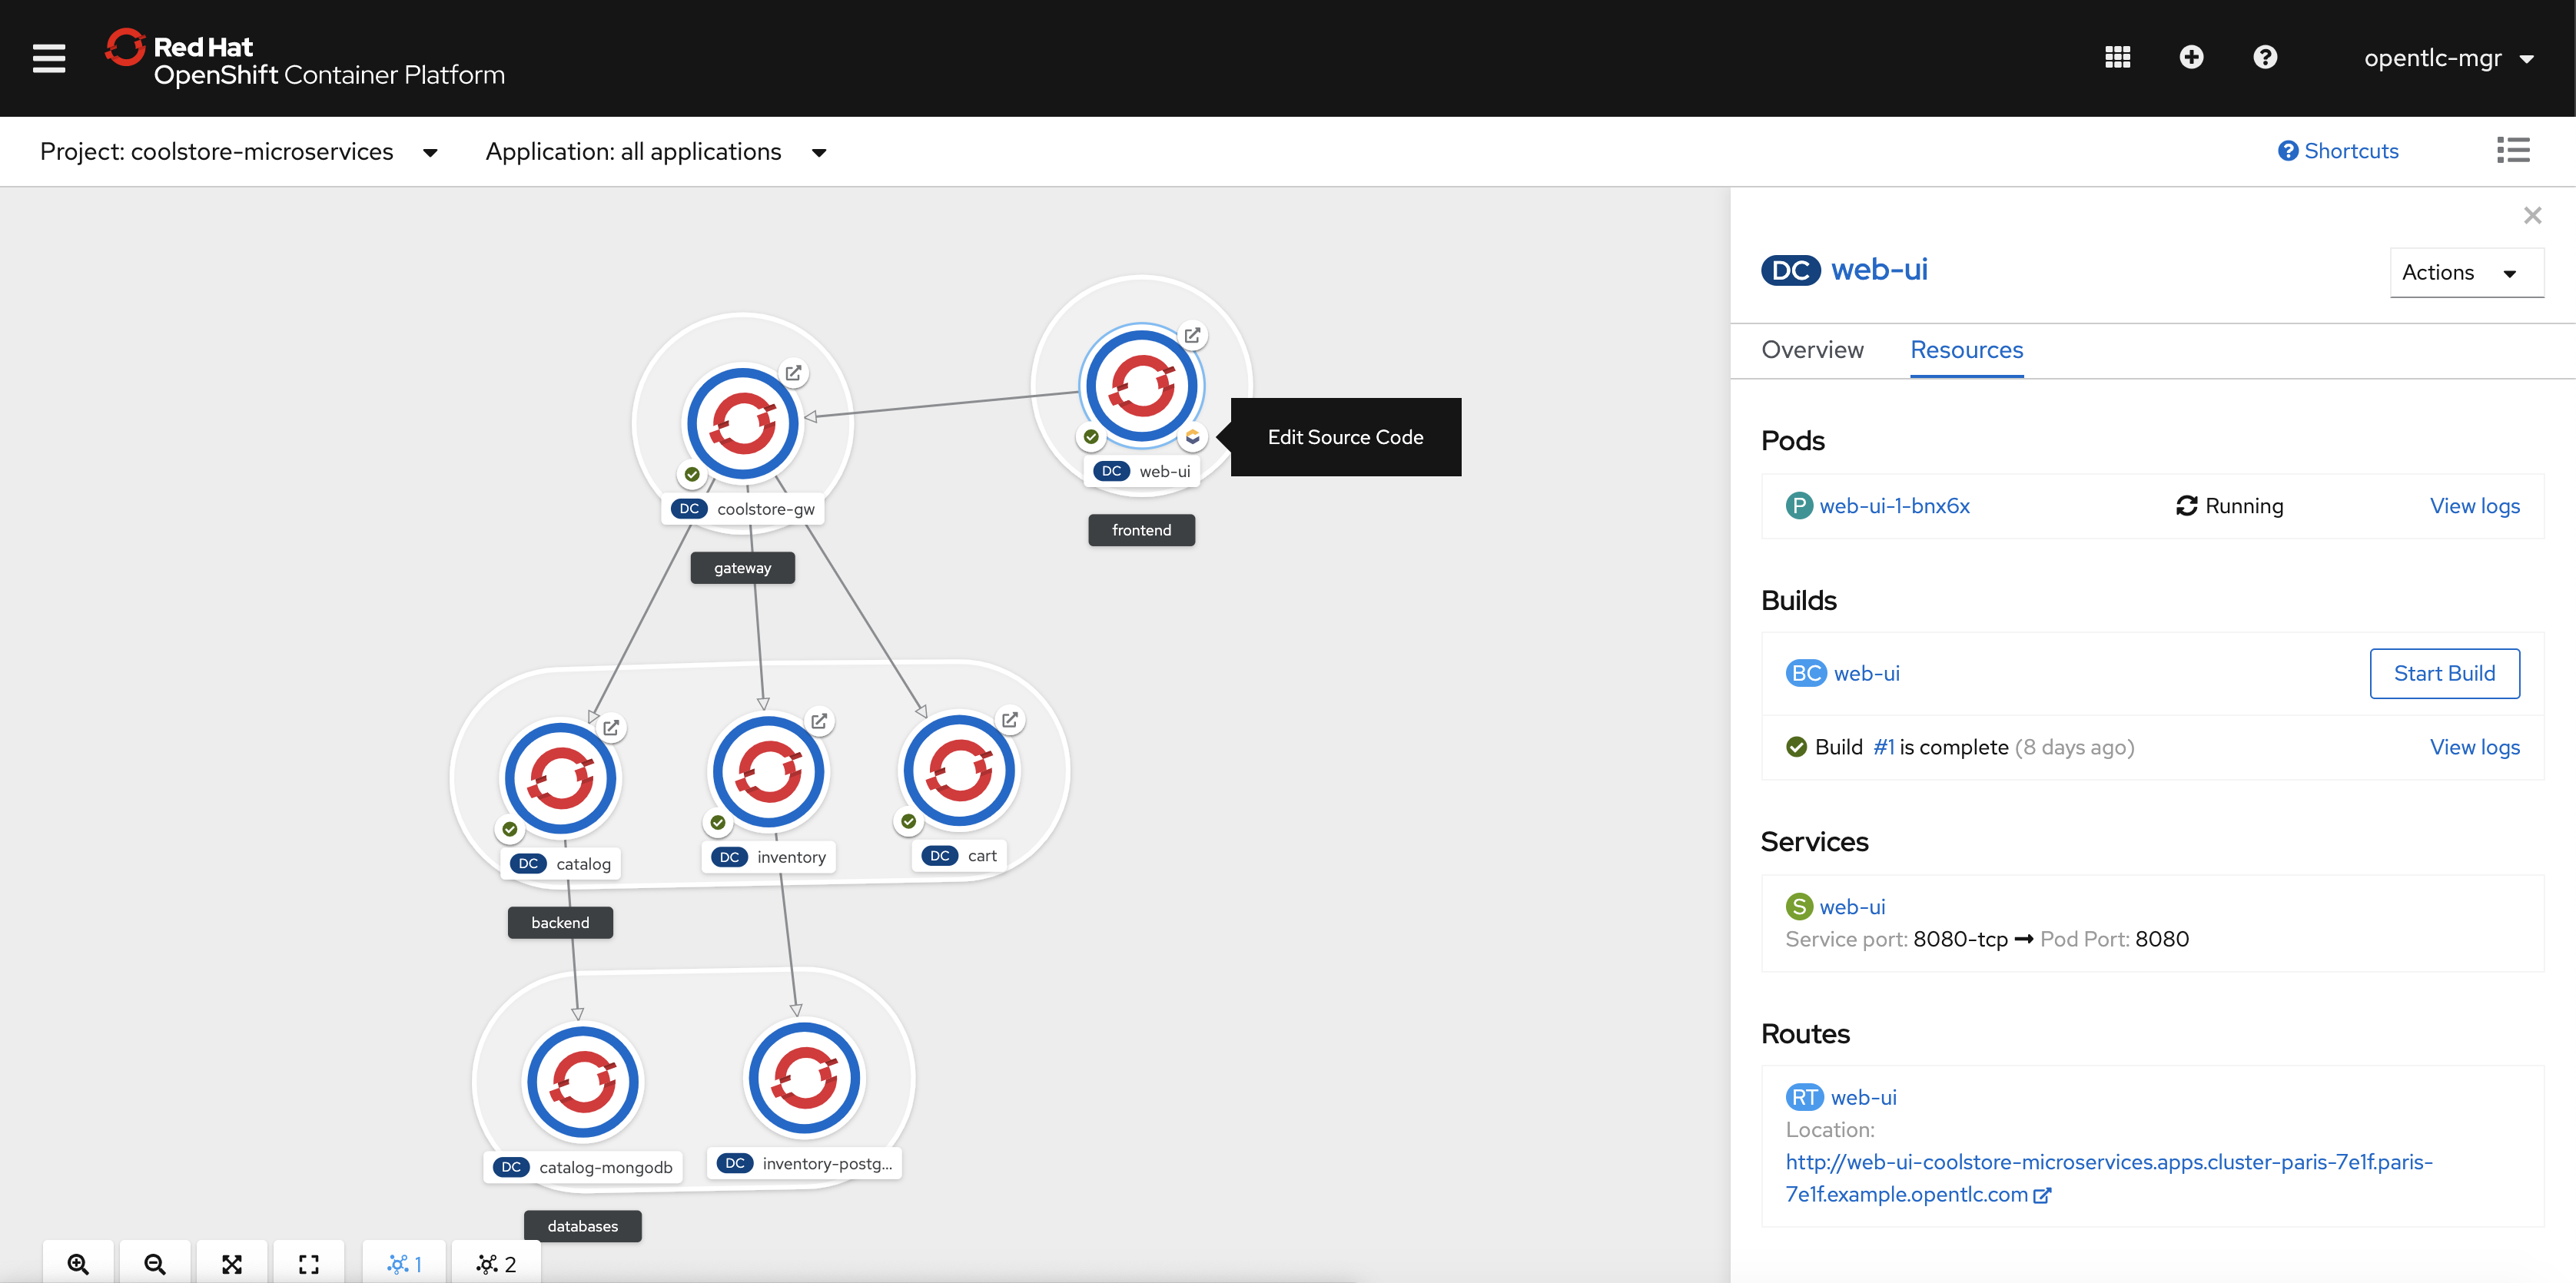 Red Hat
OpenShift Container Platform
opentlc-mgr
Project: coolstore-microservices
Application: all applications
Shortcuts
DC web-ui
Actions
Overview
Resources
Edit Source Code
DC web-ui
frontend
DC coolstore-gw
gateway
DC catalog
DC inventory
DC cart
backend
DC catalog-mongodb
DC inventory-postg...
databases
1
2
Pods
P web-ui-1-bnx6x
Running
View logs
Builds
BC web-ui
Start Build
Build #1 is complete (8 days ago)
View logs
Services
S web-ui
Service port: 8080-tcp → Pod Port: 8080
Routes
RT web-ui
Location:
http://web-ui-coolstore-microservices.apps.cluster-paris-7e1f.paris-
7e1f.example.opentlc.com